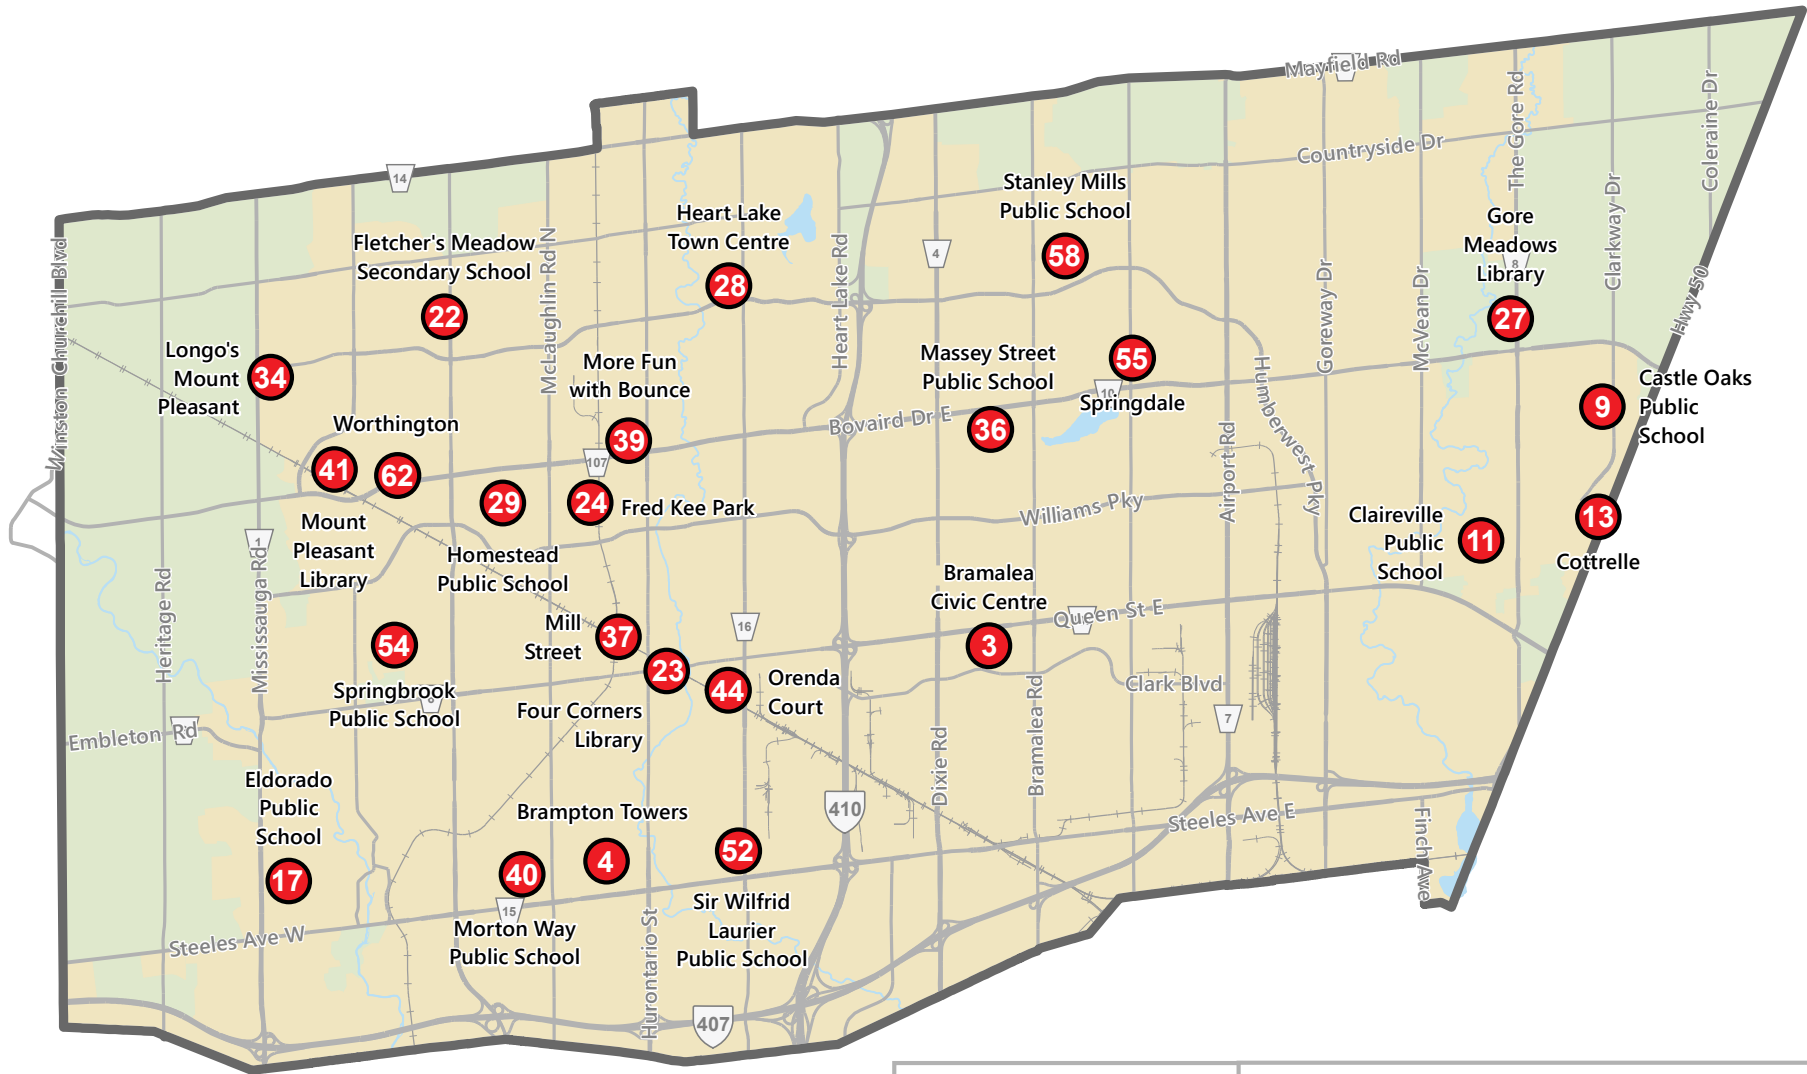 Mayfield Rd
Countryside Dr
Coleraine Dr
The Gore Rd
Clarkway Dr
14
Stanley Mills
Public School
58
Heart Lake
Town Centre
28
Gore
Meadows
Library
8
27
Fletcher's Meadow
Secondary School
22
McLaughlin Rd N
Heart Lake Rd
4
Goreway Dr
McVean Dr
Hwy 50
Winston Churchill Blvd
Longo's
Mount
Pleasant
34
More Fun
with Bounce
39
Massey Street
Public School
36
55
10
Springdale
Humberwest Pky
Castle Oaks
Public
School
9
Worthington
41
62
107
Bovaird Dr E
Airport Rd
29
24
Fred Kee Park
Williams Pky
Mount
Pleasant
Library
Homestead
Public School
Claireville
Public
School
11
13
Cottrelle
1
Heritage Rd
Mississauga Rd
Bramalea
Civic Centre
3
Queen St E
Mill
Street
37
16
54
Springbrook
Public School
23
44
Orenda
Court
Four Corners
Library
Clark Blvd
Embleton Rd
7
Dixie Rd
Bramalea Rd
Eldorado
Public
School
17
Brampton Towers
4
40
52
410
Steeles Ave E
Finch Ave
15
Morton Way
Public School
Sir Wilfrid
Laurier
Public School
Steeles Ave W
Hurontario St
407